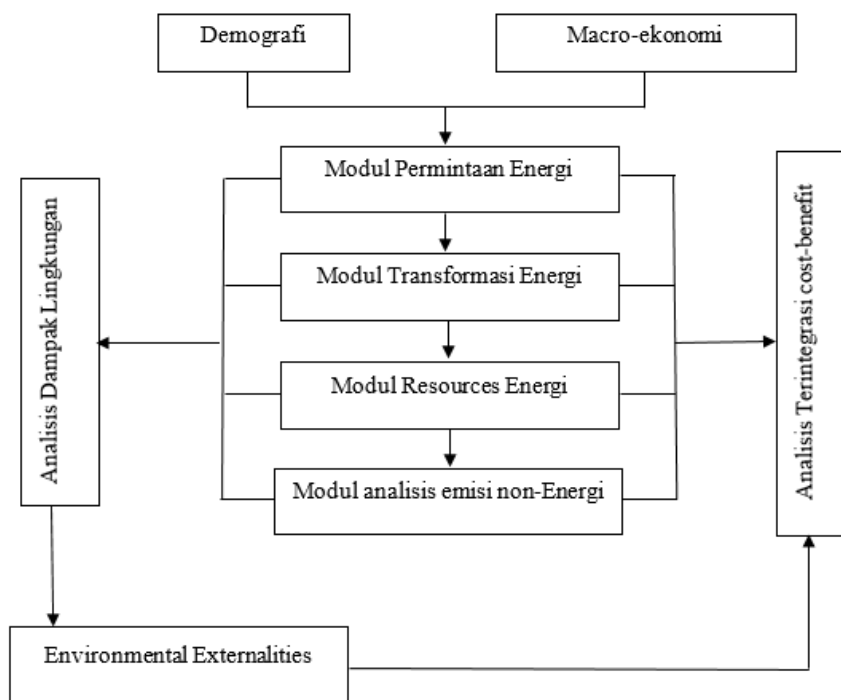 Demografi
Macro-ekonomi
Modul Permintaan Energi
Modul Transformasi Energi
Modul Resources Energi
Modul analisis emisi non-Energi
Analisis Dampak Lingkungan
Analisis Terintegrasi cost-benefit
Environmental Externalities